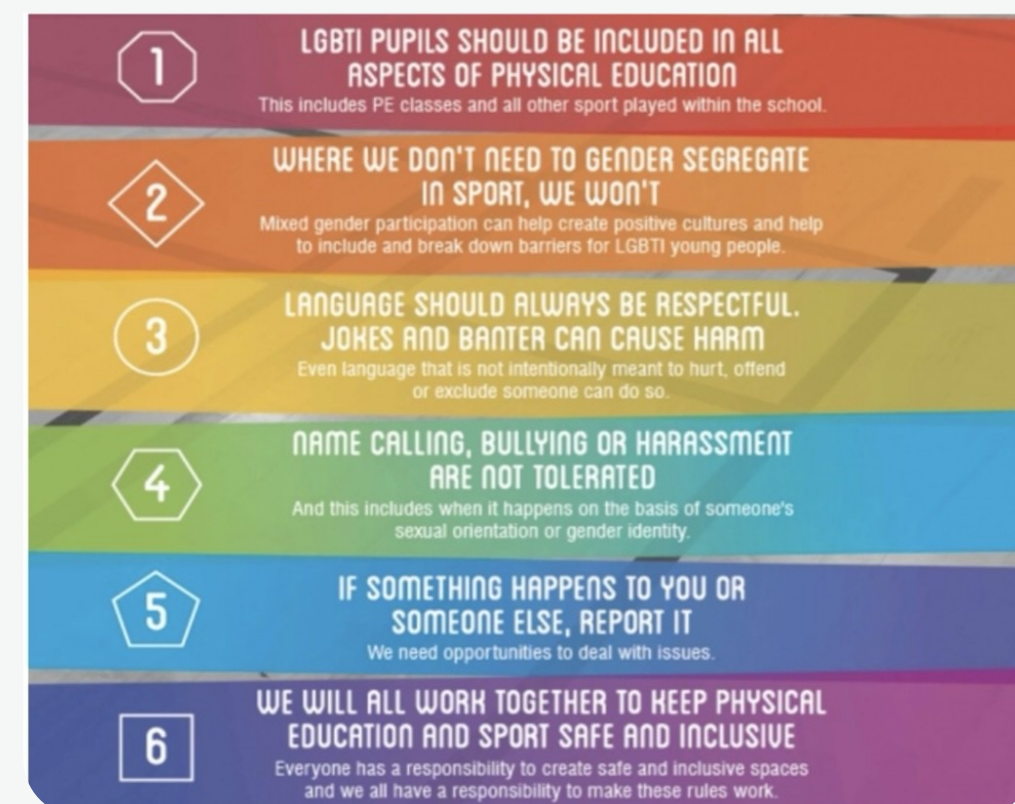 1
LGBTI PUPILS SHOULD BE INCLUDED IN ALL
ASPECTS OF PHYSICAL EDUCATION
This includes PE classes and all other sport played within the school.
2
WHERE WE DON'T NEED TO GENDER SEGREGATE
IN SPORT, WE WON'T
Mixed gender participation can help create positive cultures and help
to include and break down barriers for LGBTI young people.
3
LANGUAGE SHOULD ALWAYS BE RESPECTFUL.
JOKES AND BANTER CAN CAUSE HARM
Even language that is not intentionally meant to hurt, offend
or exclude someone can do so.
4
NAME CALLING, BULLYING OR HARASSMENT
ARE NOT TOLERATED
And this includes when it happens on the basis of someone's
sexual orientation or gender identity.
5
IF SOMETHING HAPPENS TO YOU OR
SOMEONE ELSE, REPORT IT
We need opportunities to deal with issues.
6
WE WILL ALL WORK TOGETHER TO KEEP PHYSICAL
EDUCATION AND SPORT SAFE AND INCLUSIVE
Everyone has a responsibility to create safe and inclusive spaces
and we all have a responsibility to make these rules work.